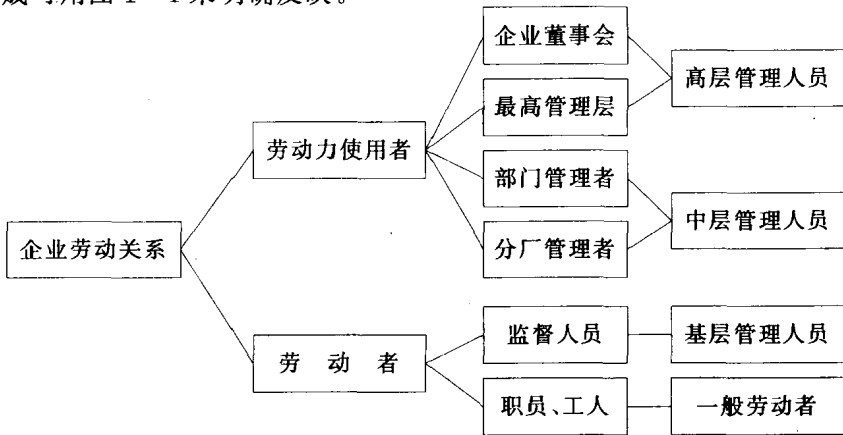 用图1-1来明确反映。
企业董事会
高层管理人员
最高管理层
劳动力使用者
部门管理者
中层管理人员
企业劳动关系
分厂管理者
监督人员
基层管理人员
劳动者
职员、工人
一般劳动者